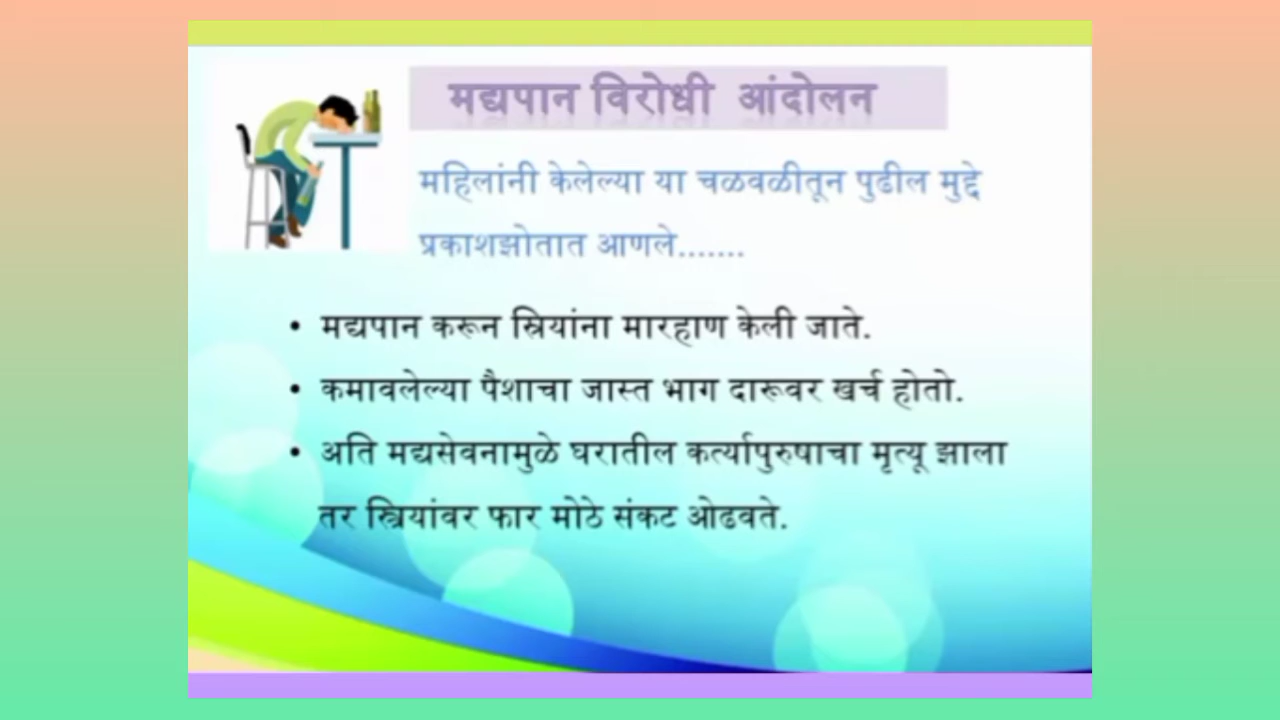 मद्यपान विरोधी आंदोलन
महिलांनी केलेल्या या चळवळीतून पुढील मुद्दे
प्रकाशझोतात आणले.......
• मद्यपान करून स्रियांना मारहाण केली जाते.
• कमावलेल्या पैशाचा जास्त भाग दारूवर खर्च होतो.
• अति मद्यसेवनामुळे घरातील कर्त्यापुरुषाचा मृत्यू झाला
तर स्त्रियांवर फार मोठे संकट ओढवते.